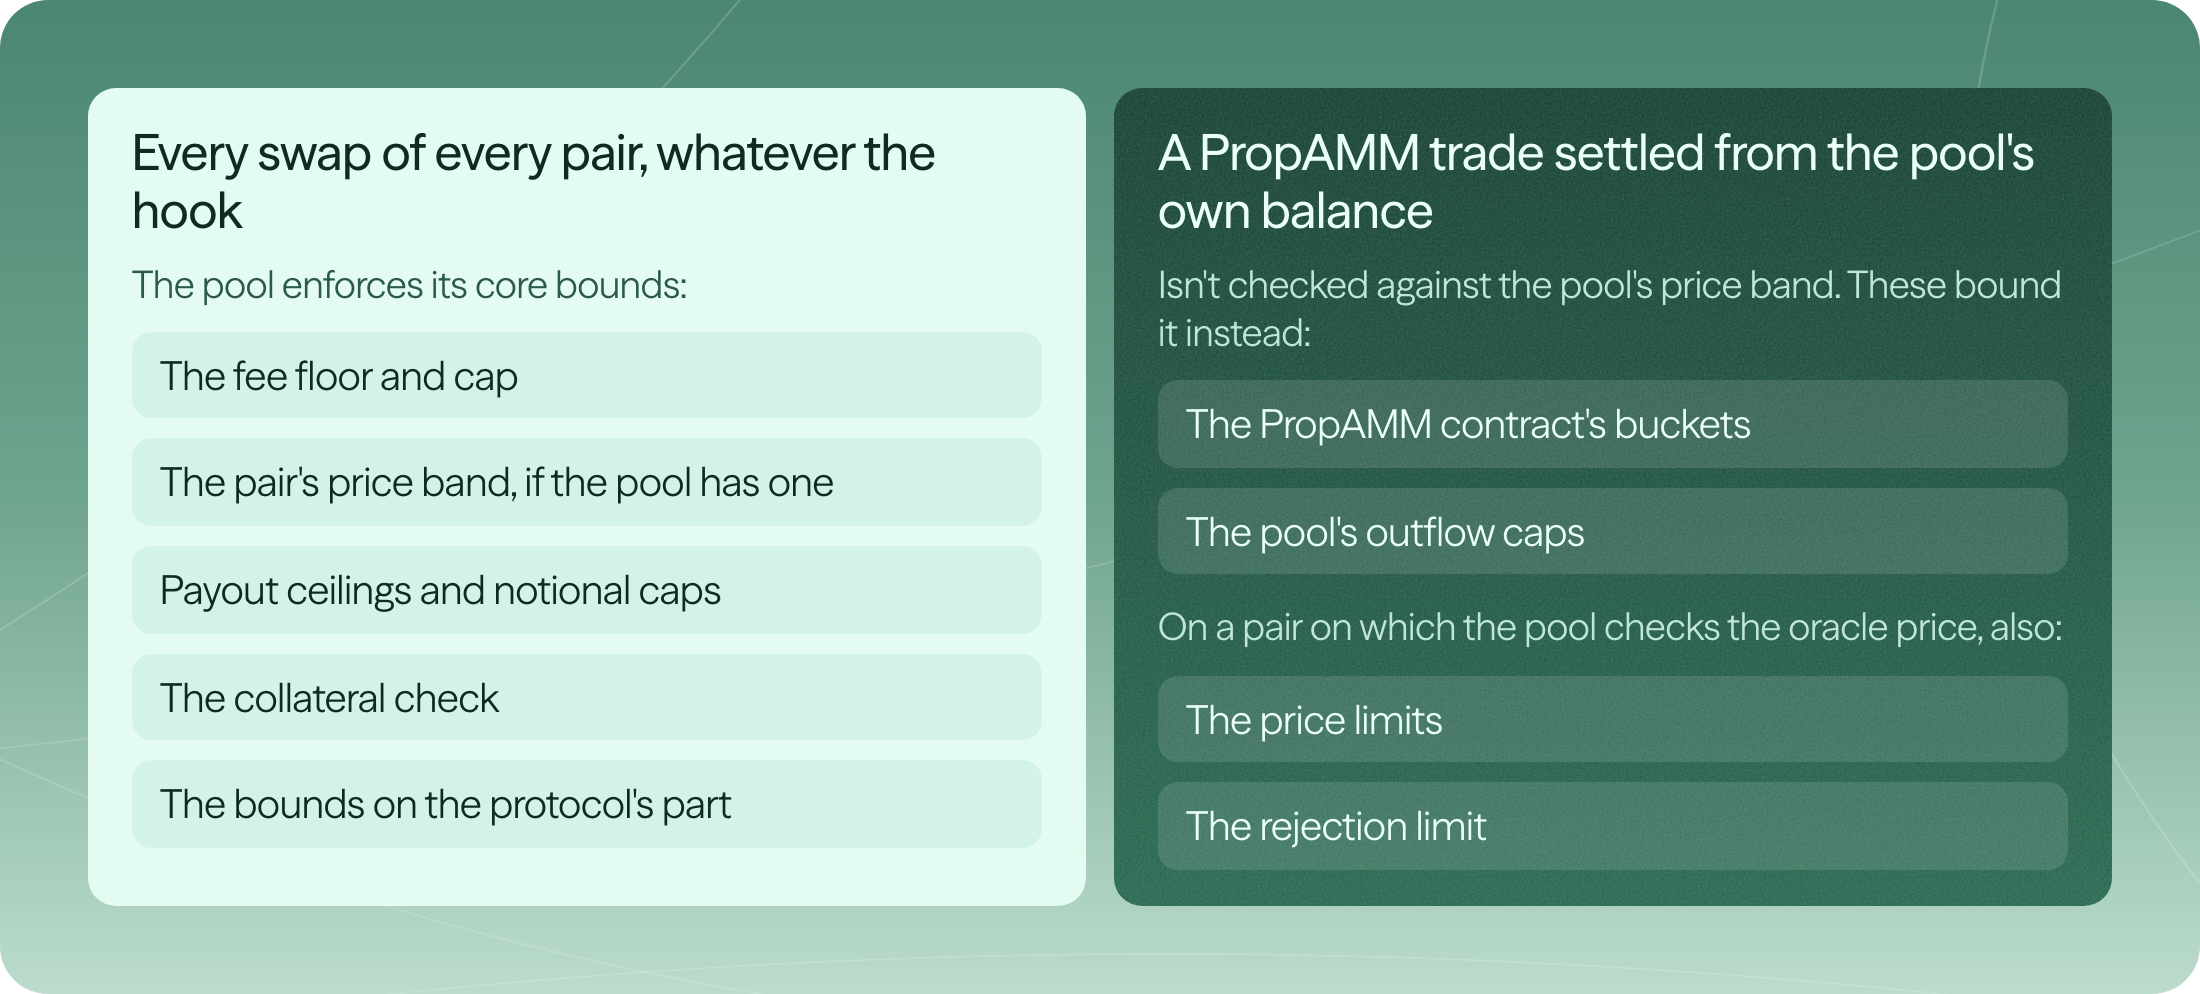 Every swap of every pair, whatever the
hook
The pool enforces its core bounds:
The fee floor and cap
The pair's price band, if the pool has one
Payout ceilings and notional caps
The collateral check
The bounds on the protocol's part
A PropAMM trade settled from the pool's
own balance
Isn't checked against the pool's price band. These bound
it instead:
The PropAMM contract's buckets
The pool's outflow caps
On a pair on which the pool checks the oracle price, also:
The price limits
The rejection limit